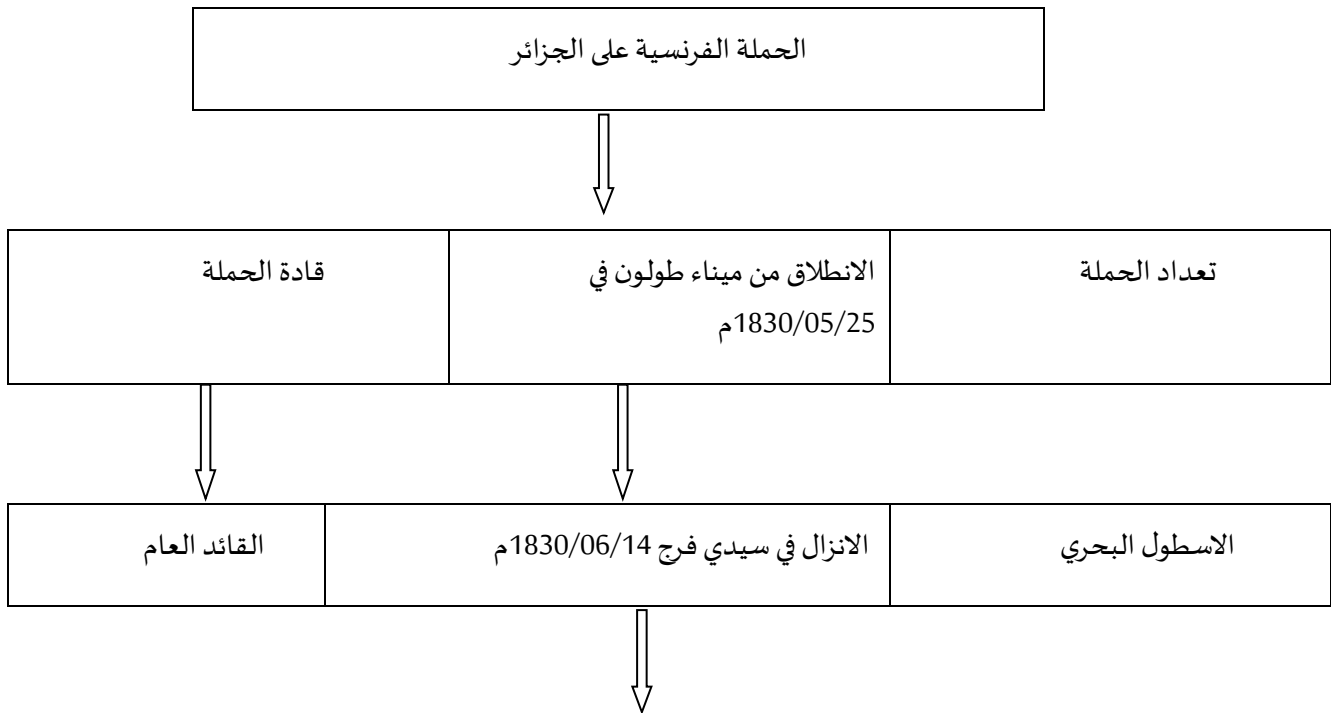 الحملة الفرنسية على الجزائر
تعداد الحملة
الانطلاق من ميناء طولون في
1830/05/25م
قادة الحملة
الاسطول البحري
الانزال في سيدي فرج 1830/06/14م
القائد العام